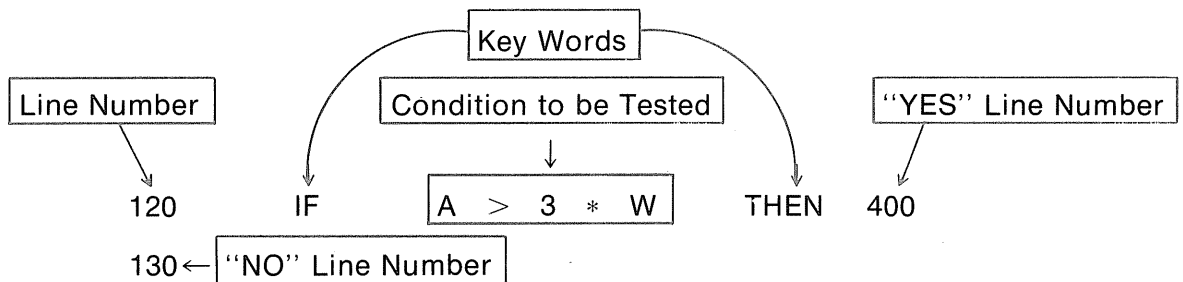 Key Words
Line Number
Condition to be Tested
"YES" Line Number
120 IF A > 3 * W THEN 400
130 "NO" Line Number